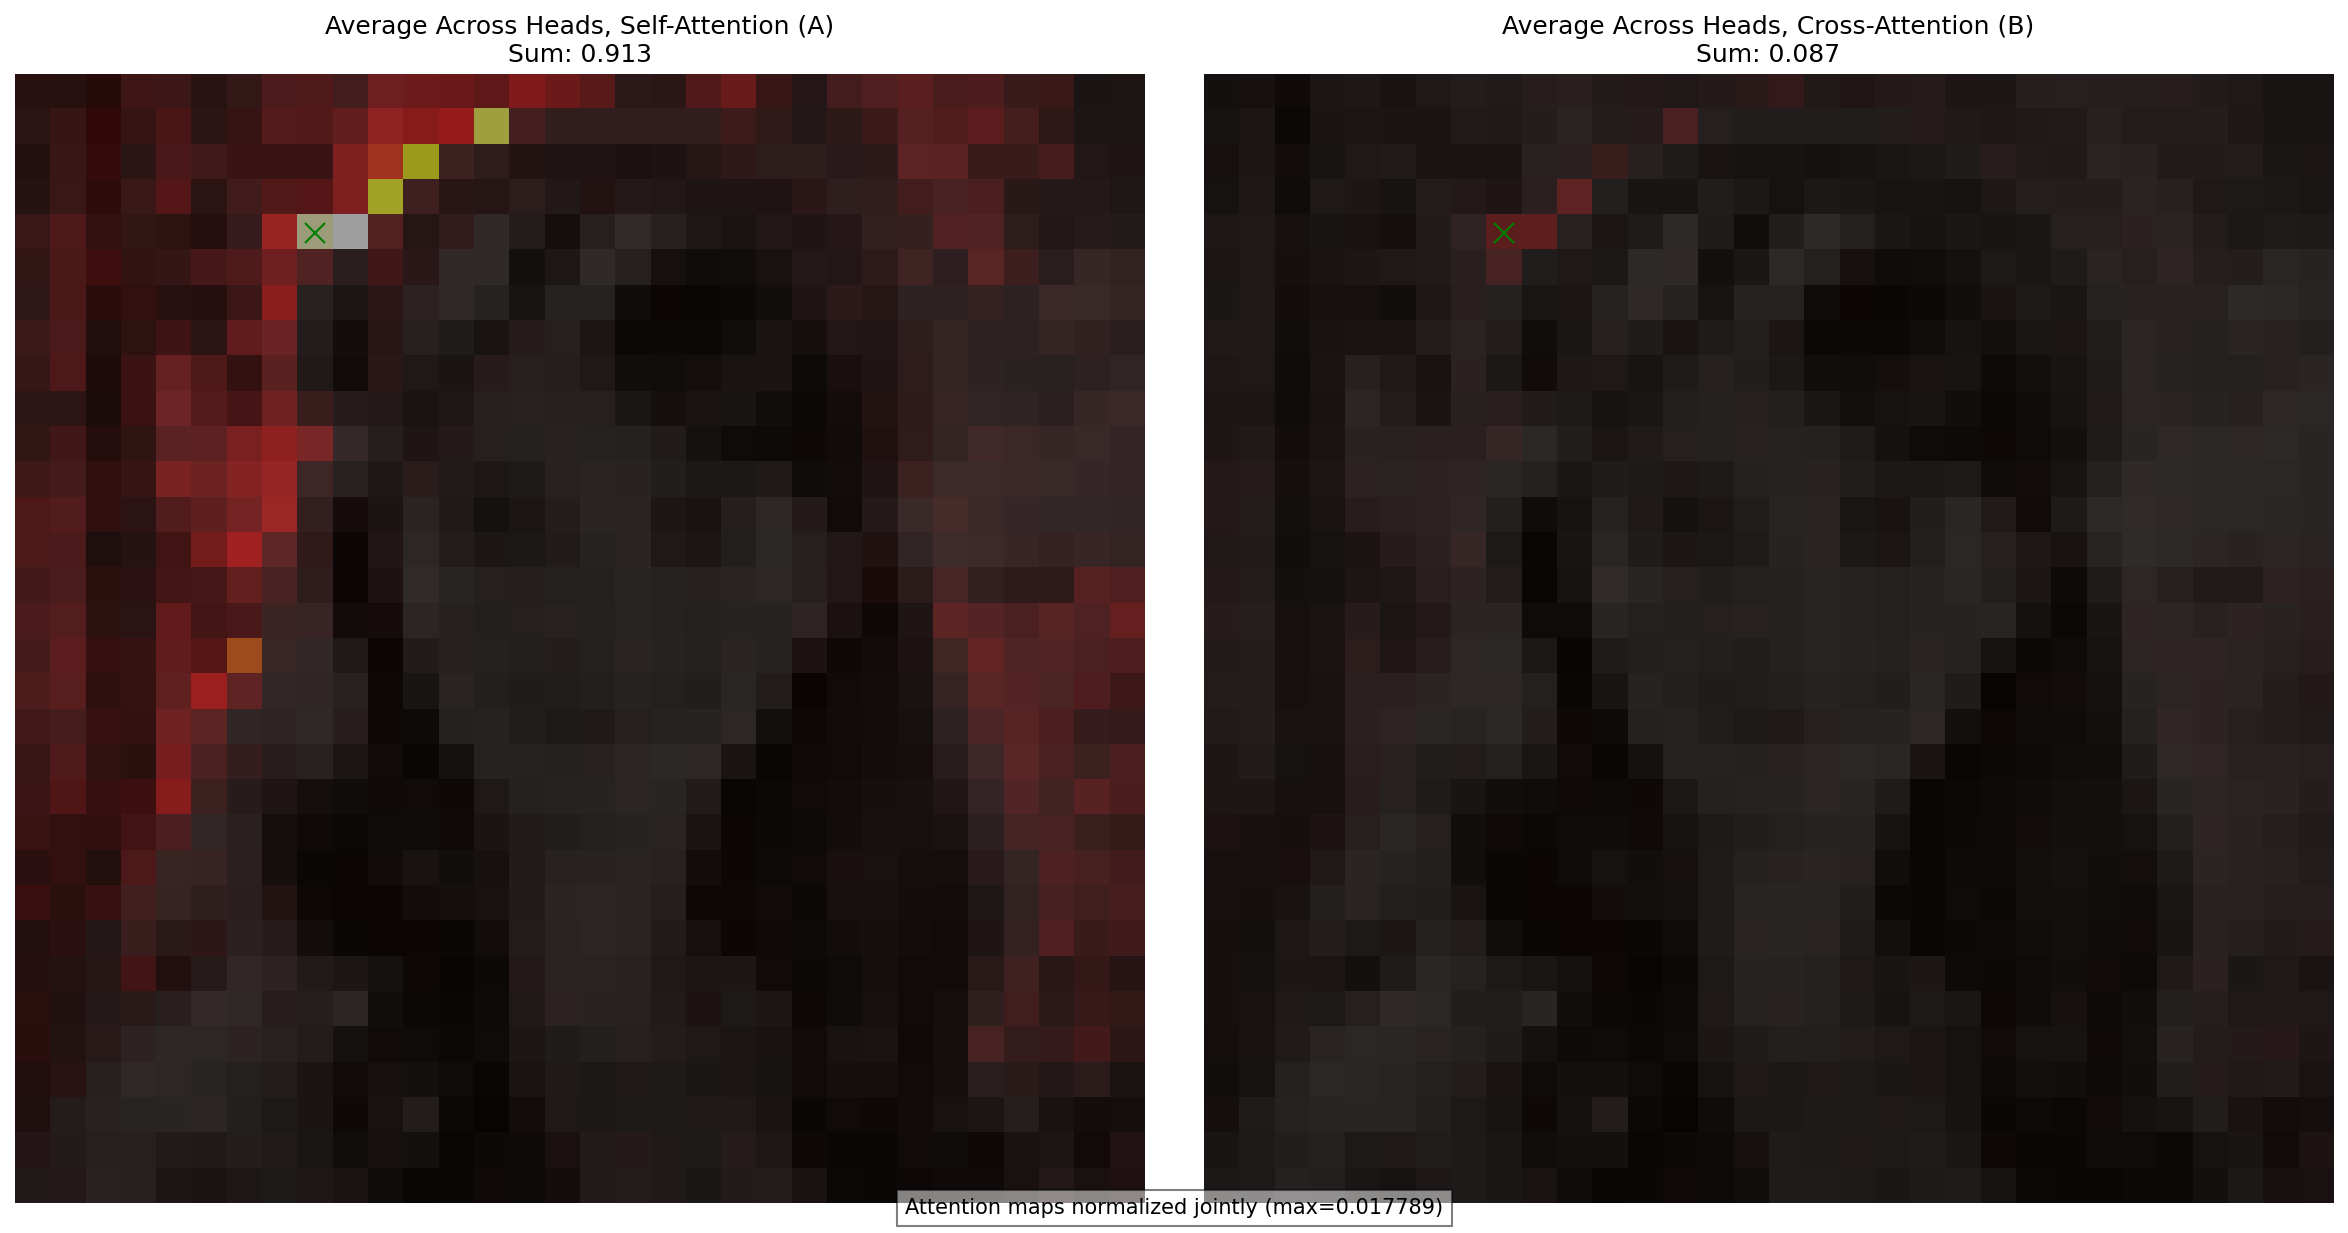 Average Across Heads, Self-Attention (A)
Sum: 0.913
Average Across Heads, Cross-Attention (B)
Sum: 0.087
Attention maps normalized jointly (max=0.017789)